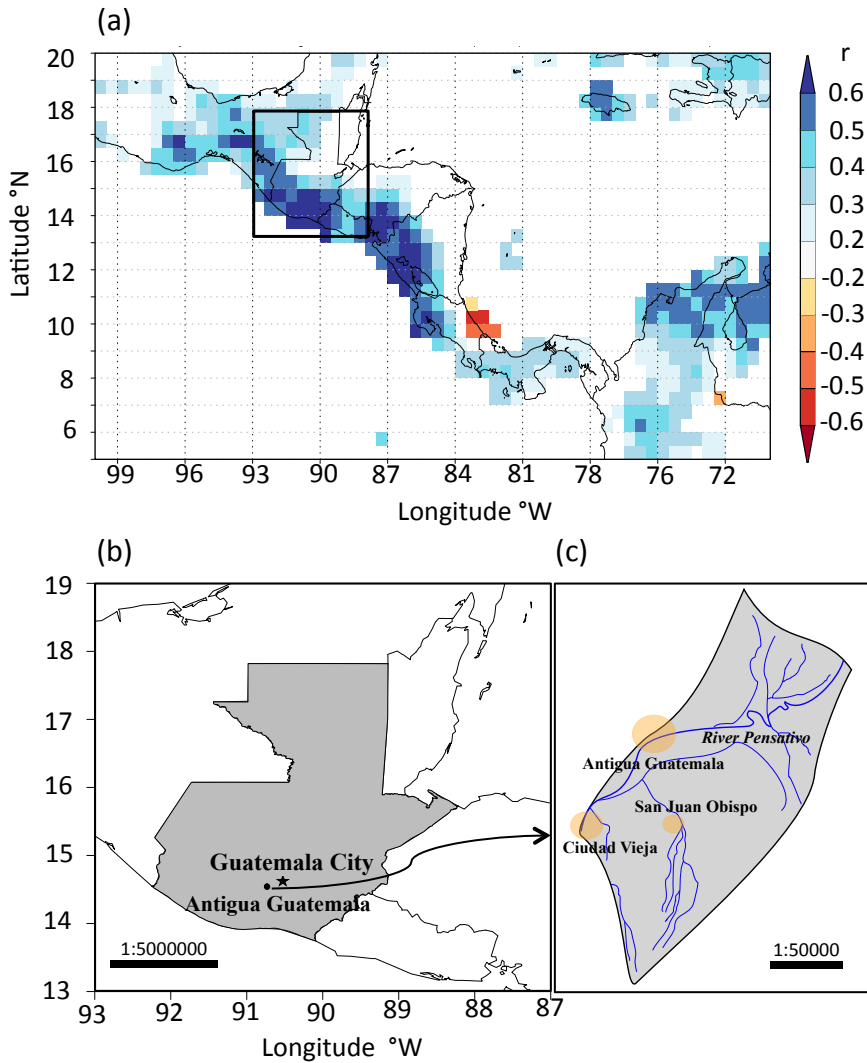 (a)
r
20
18
16
14
12
10
8
6
Latitude °N
99 96 93 90 87 84 81 78 75 72
Longitude °W
0.6
0.5
0.4
0.3
0.2
-0.2
-0.3
-0.4
-0.5
-0.6
(b)
19
18
17
16
15
14
13
Latitude °N
Guatemala City
Antigua Guatemala
1:5000000
93 92 91 90 89 88 87
Longitude °W
(c)
River Pensativo
Antigua Guatemala
San Juan Obispo
Ciudad Vieja
1:50000